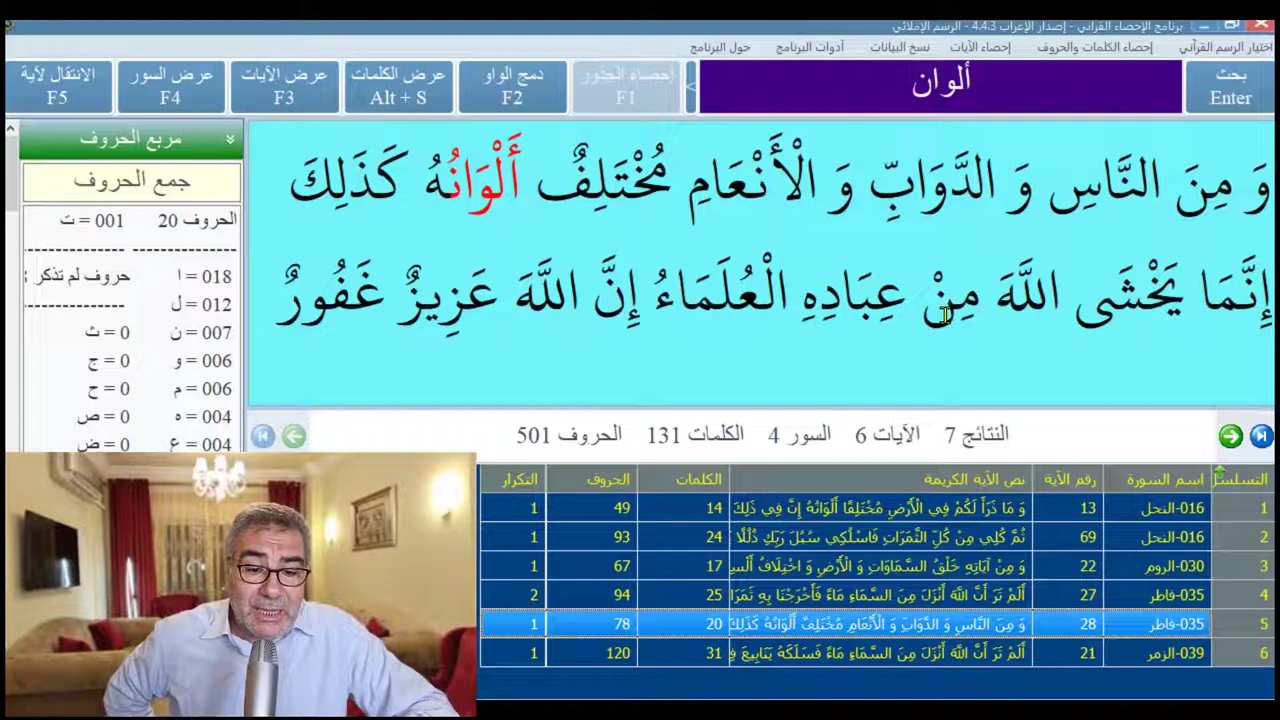 برنامج الإحصاء القرآني - إصدار الإعراب 4.4.3 - الرسم الإملائي
اختيار الرسم القرآني إحصاء الكلمات والحروف إحصاء الآيات نسخ البيانات أدوات البرنامج حول البرنامج
بحث
Enter
ألوان
>
إحصاء الجذور
F1
دمج الواو
F2
عرض الكلمات
Alt + S
عرض الآيات
F3
عرض السور
F4
الانتقال لآية
F5
وَ مِنَ النَّاسِ وَ الدَّوَابِّ وَ الْأَنْعَامِ مُخْتَلِفٌ أَلْوَانُهُ كَذَلِكَ
إِنَّمَا يَخْشَى اللَّهَ مِنْ عِبَادِهِ الْعُلَمَاءُ إِنَّ اللَّهَ عَزِيزٌ غَفُورٌ
مربع الحروف
جمع الحروف
الحروف 20 001 = ت
018 = ا حروف لم تذكر
012 = ل
007 = ن 0 = ث
006 = و 0 = ج
006 = م 0 = ح
004 = ه 0 = ص
004 = ع 0 = ض
النتائج 7 الآيات 6 السور 4 الكلمات 131 الحروف 501
التسلسل اسم السورة رقم الآية نص الآية الكريمة الكلمات الحروف التكرار
1 016-النحل 13 وَ مَا ذَرَأَ لَكُمْ فِي الْأَرْضِ مُخْتَلِفًا أَلْوَانُهُ إِنَّ فِي ذَلِكَ 14 49 1
2 016-النحل 69 ثُمَّ كُلِي مِنْ كُلِّ الثَّمَرَاتِ فَاسْلُكِي سُبُلَ رَبِّكِ ذُلُلًا 24 93 1
3 030-الروم 22 وَ مِنْ آيَاتِهِ خَلْقُ السَّمَاوَاتِ وَ الْأَرْضِ وَ اخْتِلَافُ أَلْسِ 17 67 1
4 035-فاطر 27 أَلَمْ تَرَ أَنَّ اللَّهَ أَنْزَلَ مِنَ السَّمَاءِ مَاءً فَأَخْرَجْنَا بِهِ ثَمَرَا 25 94 2
5 035-فاطر 28 وَ مِنَ النَّاسِ وَ الدَّوَابِّ وَ الْأَنْعَامِ مُخْتَلِفٌ أَلْوَانُهُ كَذَلِكَ 20 78 1
6 039-الزمر 21 أَلَمْ تَرَ أَنَّ اللَّهَ أَنْزَلَ مِنَ السَّمَاءِ مَاءً فَسَلَكَهُ يَنَابِيعَ فِ 31 120 1